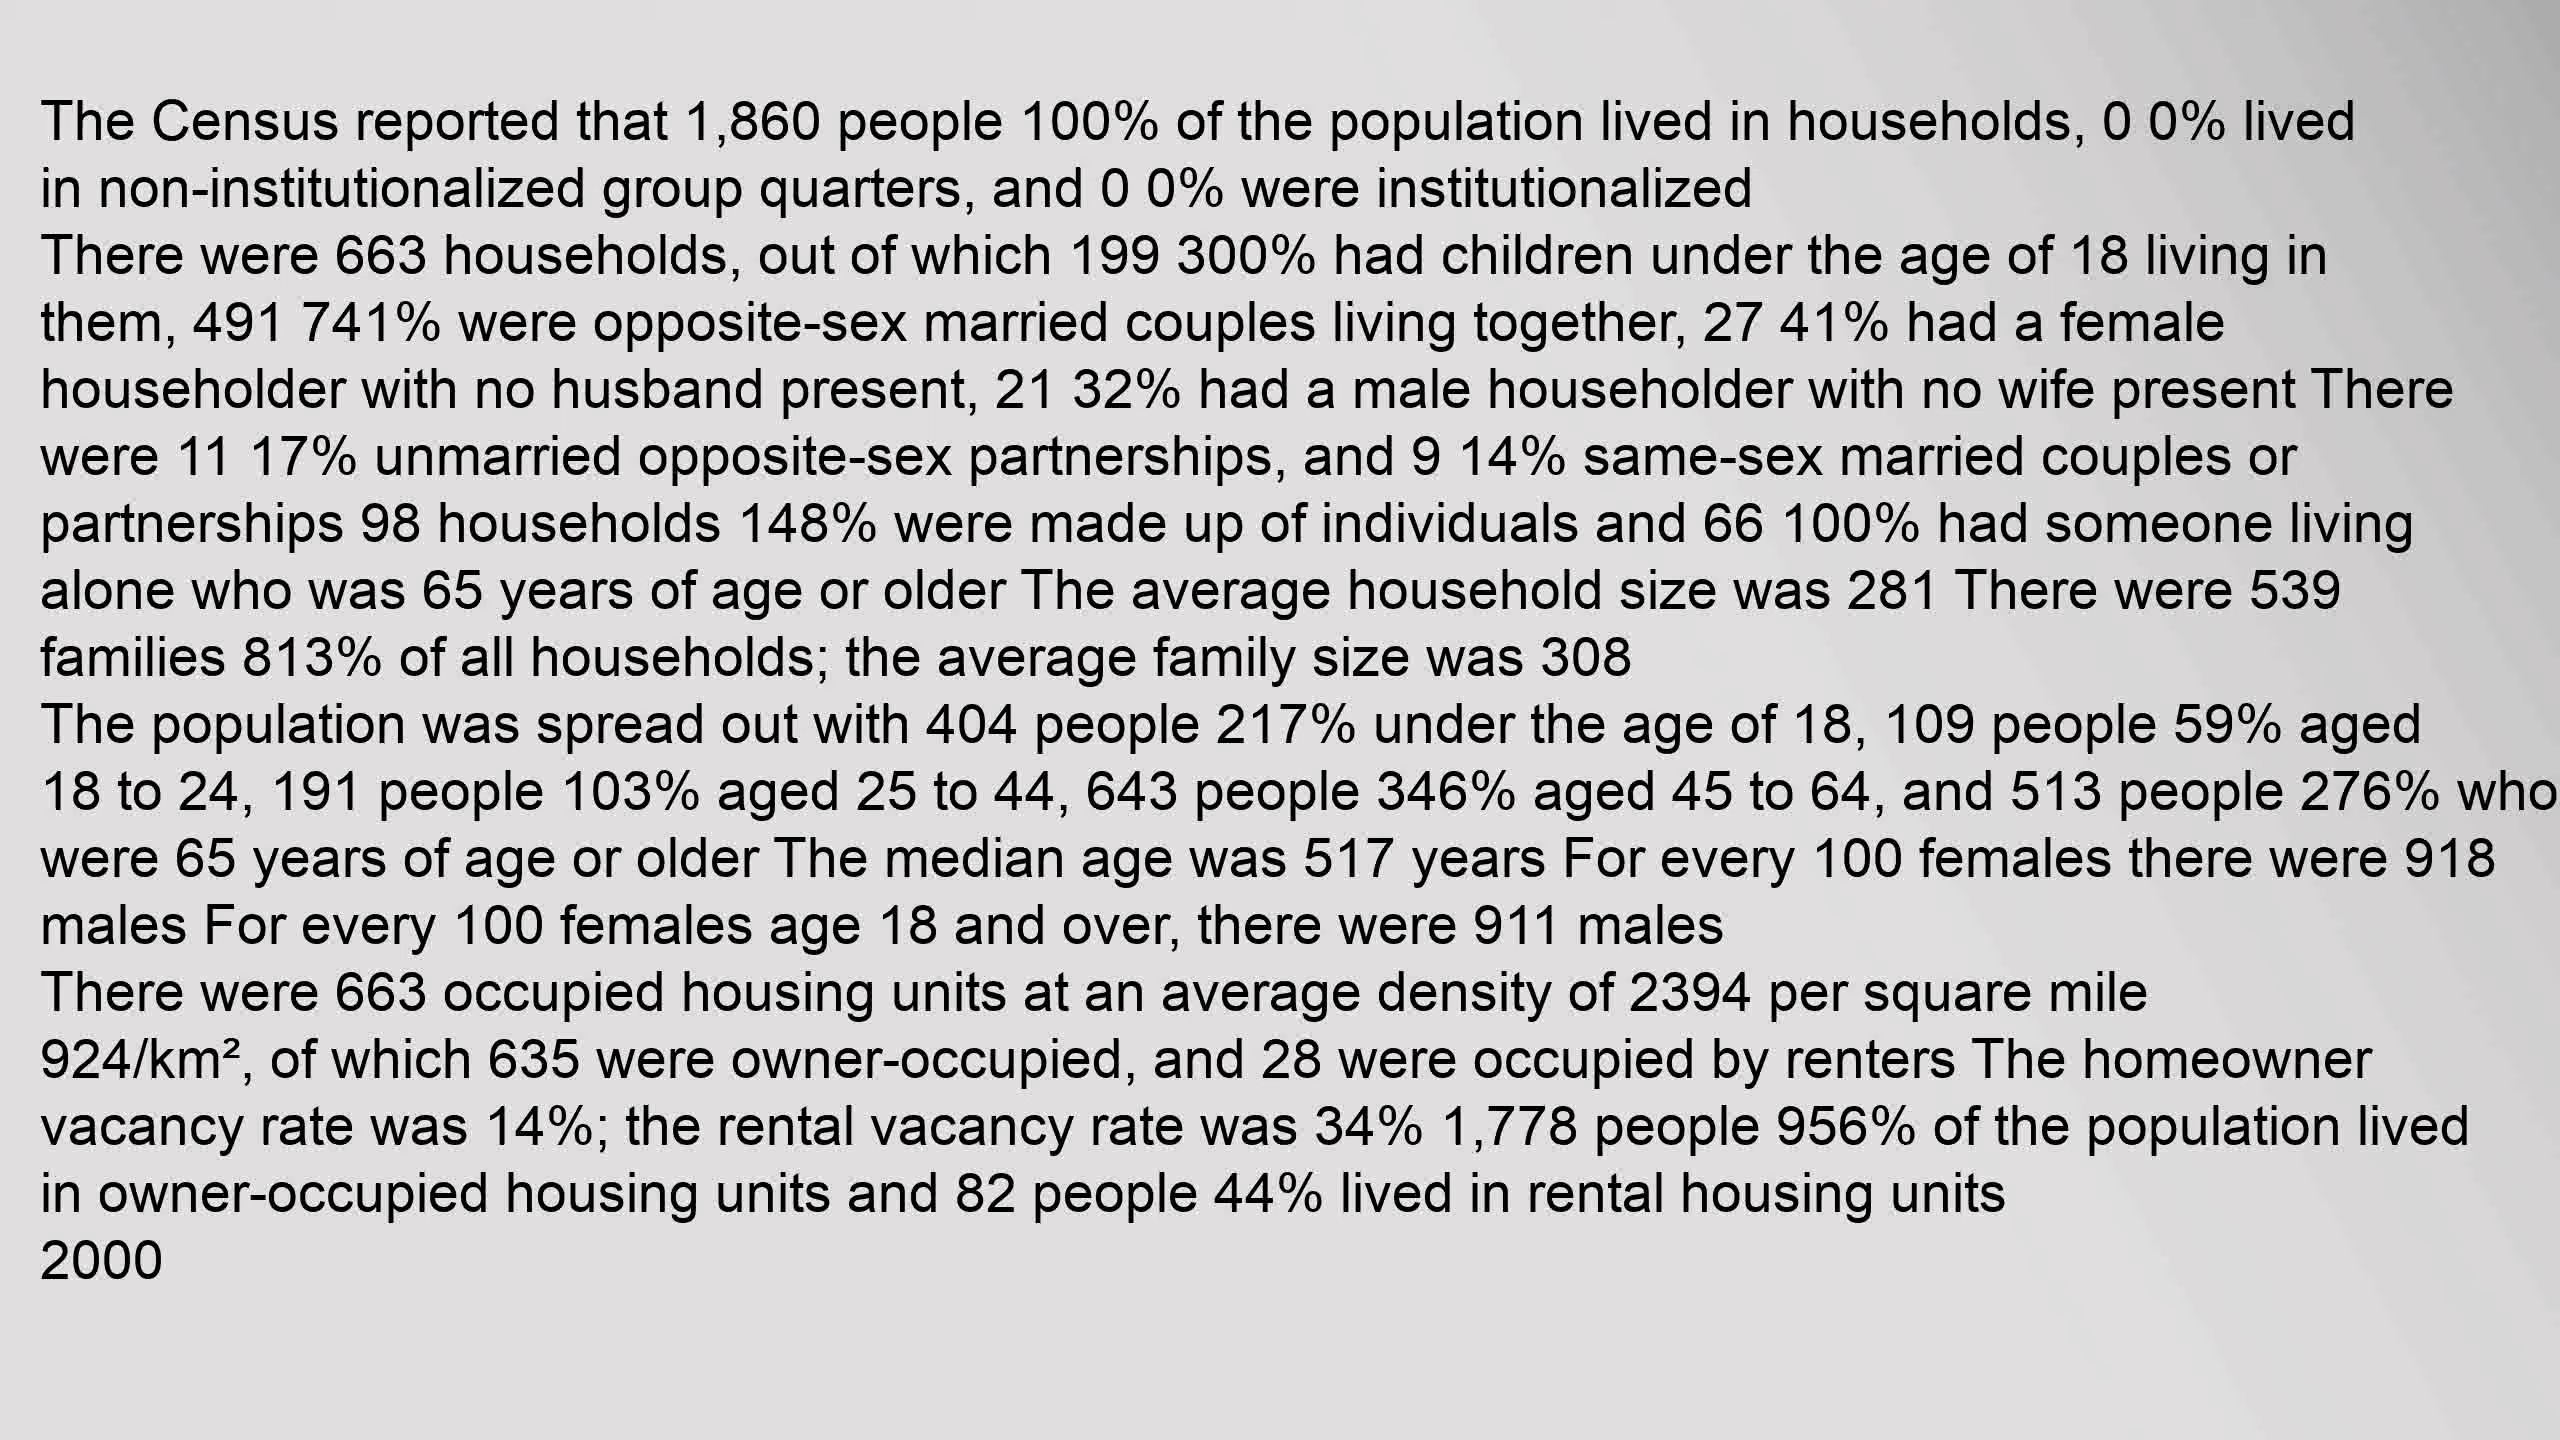 The Census reported that 1,860 people 100% of the population lived in households, 0 0% lived
in non-institutionalized group quarters, and 0 0% were institutionalized
There were 663 households, out of which 199 300% had children under the age of 18 living in
them, 491 741% were opposite-sex married couples living together, 27 41% had a female
householder with no husband present, 21 32% had a male householder with no wife present There
were 11 17% unmarried opposite-sex partnerships, and 9 14% same-sex married couples or
partnerships 98 households 148% were made up of individuals and 66 100% had someone living
alone who was 65 years of age or older The average household size was 281 There were 539
families 813% of all households; the average family size was 308
The population was spread out with 404 people 217% under the age of 18, 109 people 59% aged
18 to 24, 191 people 103% aged 25 to 44, 643 people 346% aged 45 to 64, and 513 people 276% who
were 65 years of age or older The median age was 517 years For every 100 females there were 918
males For every 100 females age 18 and over, there were 911 males
There were 663 occupied housing units at an average density of 2394 per square mile
924/km², of which 635 were owner-occupied, and 28 were occupied by renters The homeowner
vacancy rate was 14%; the rental vacancy rate was 34% 1,778 people 956% of the population lived
in owner-occupied housing units and 82 people 44% lived in rental housing units
2000